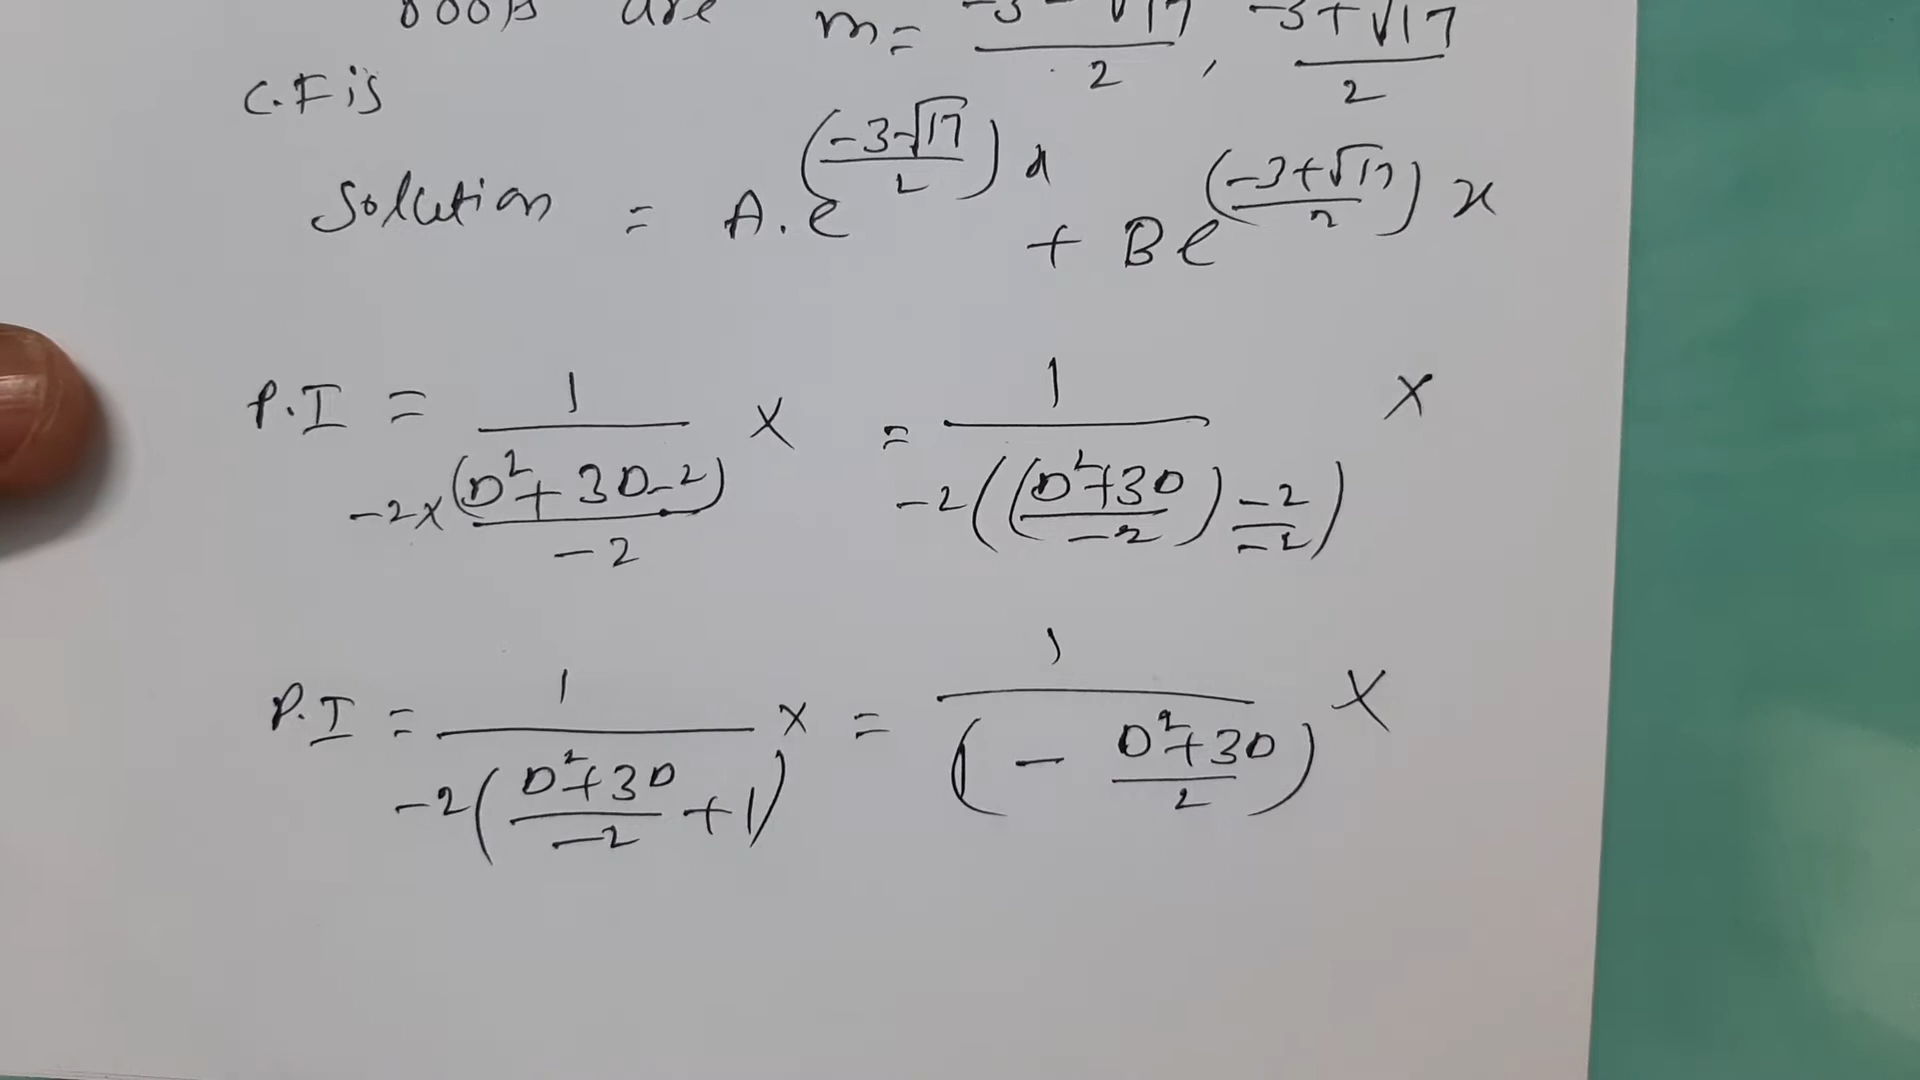 are m = -3-√17/2 , -3+√17/2
C.F is
Solution = A.e^(-3-√17/2)x + Be^(-3+√17/2)x
P.I = 1/(-2×(D²+3D-2)/-2) x = 1/(-2((D²+3D/-2) -2/-2)) x
P.I = 1/(-2(D²+3D/-2 +1)) x = 1/(1 - D²+3D/2) x